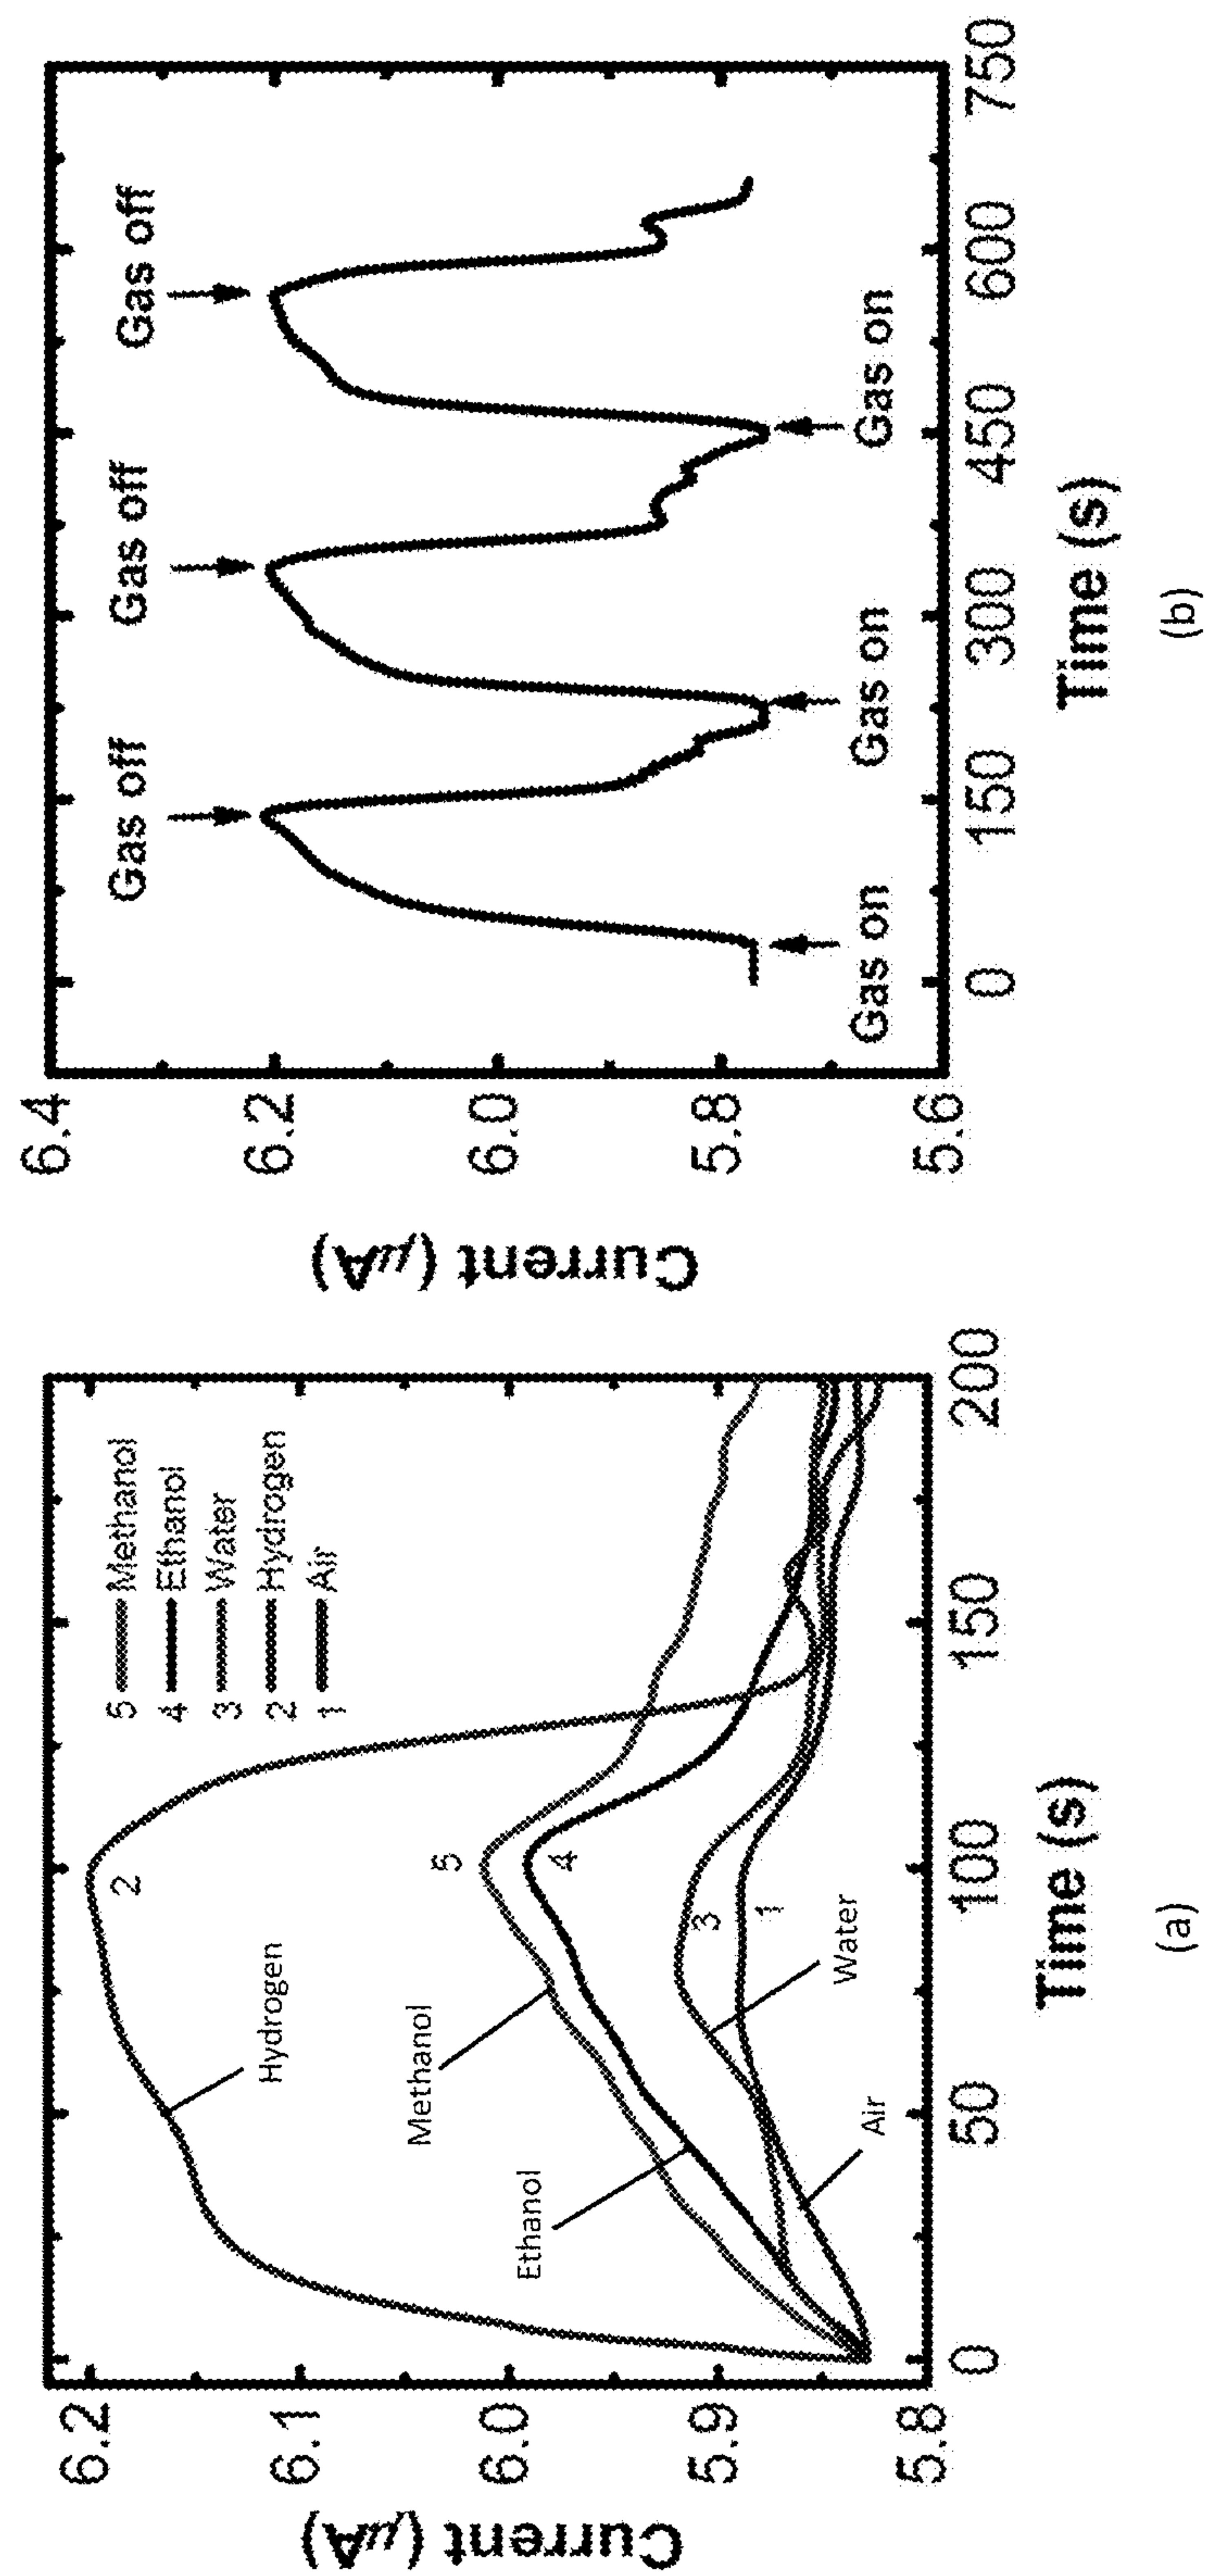 Current (μA)
6.2
6.1
6.0
5.9
5.8
5 Methanol
4 Ethanol
3 Water
2 Hydrogen
1 Air
Hydrogen
2
Methanol
5
Ethanol
4
3
1
Water
Air
0
50
100
150
200
Time (s)
(a)
Current (μA)
6.4
6.2
6.0
5.8
5.6
Gas off
Gas off
Gas off
Gas on
Gas on
Gas on
0
150
300
450
600
750
Time (s)
(b)